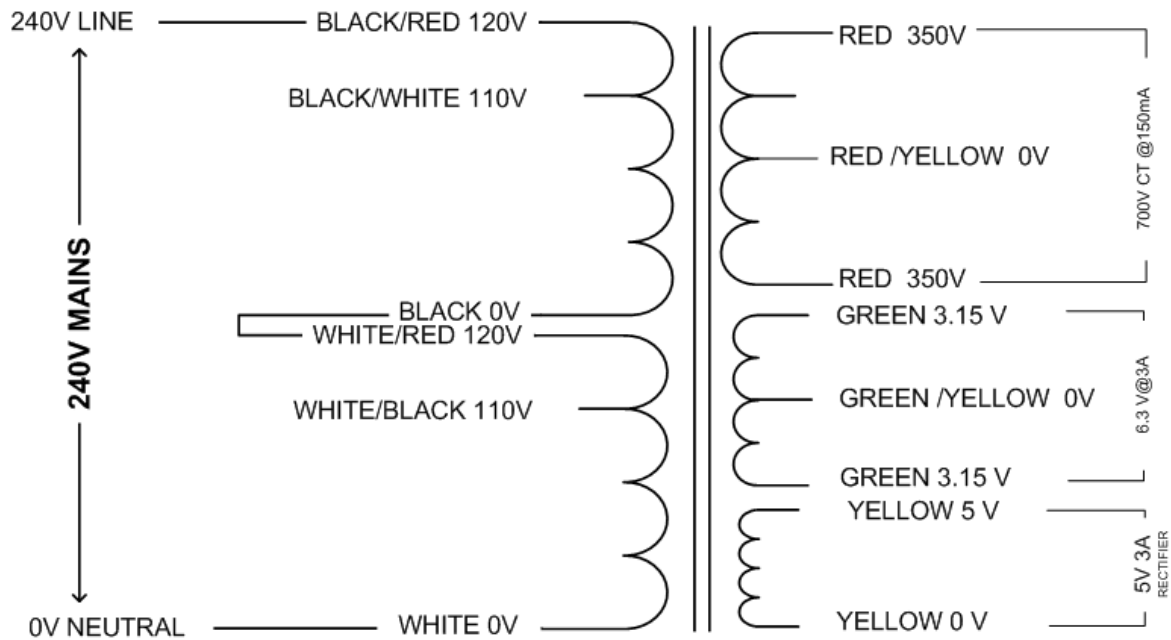 240V LINE
BLACK/RED 120V
BLACK/WHITE 110V
240V MAINS
BLACK 0V
WHITE/RED 120V
WHITE/BLACK 110V
0V NEUTRAL
WHITE 0V
RED 350V
RED /YELLOW 0V
RED 350V
700V CT @150mA
GREEN 3.15 V
GREEN /YELLOW 0V
GREEN 3.15 V
6.3 V@3A
YELLOW 5 V
YELLOW 0 V
5V 3A
RECTIFIER